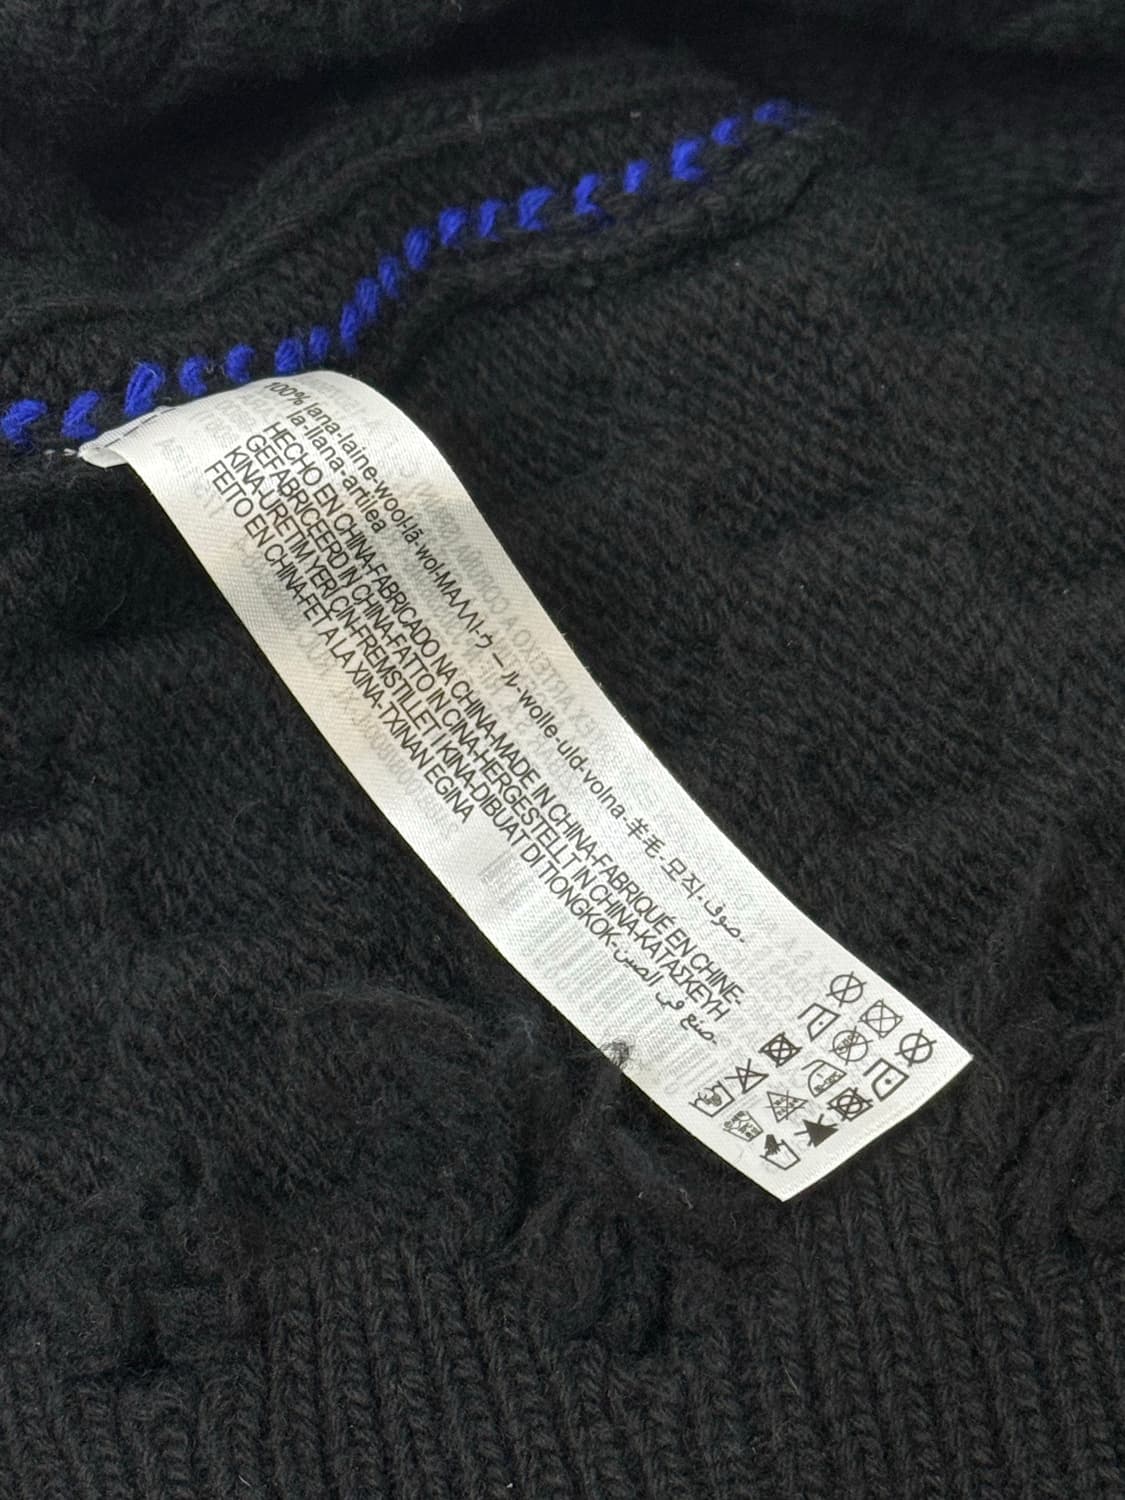 100% lana-laine-wool-lã-wol-ΜΑΛΛΙ-ウール-wolle-uld-volna-羊毛-모직-صوف-
la-llana-artilea
HECHO EN CHINA-FABRICADO NA CHINA-MADE IN CHINA-FABRIQUÉ EN CHINE-
GEFABRICEERD IN CHINA-FATTO IN CINA-HERGESTELLT IN CHINA-ΚΑΤΑΣΚΕΥΗ
KINA-URETIM YERI ÇIN-FREMSTILLET I KINA-DIBUAT DI TIONGKOK-صنع في الصين-
FEITO EN CHINA-FET A LA XINA-TXINAN EGINA